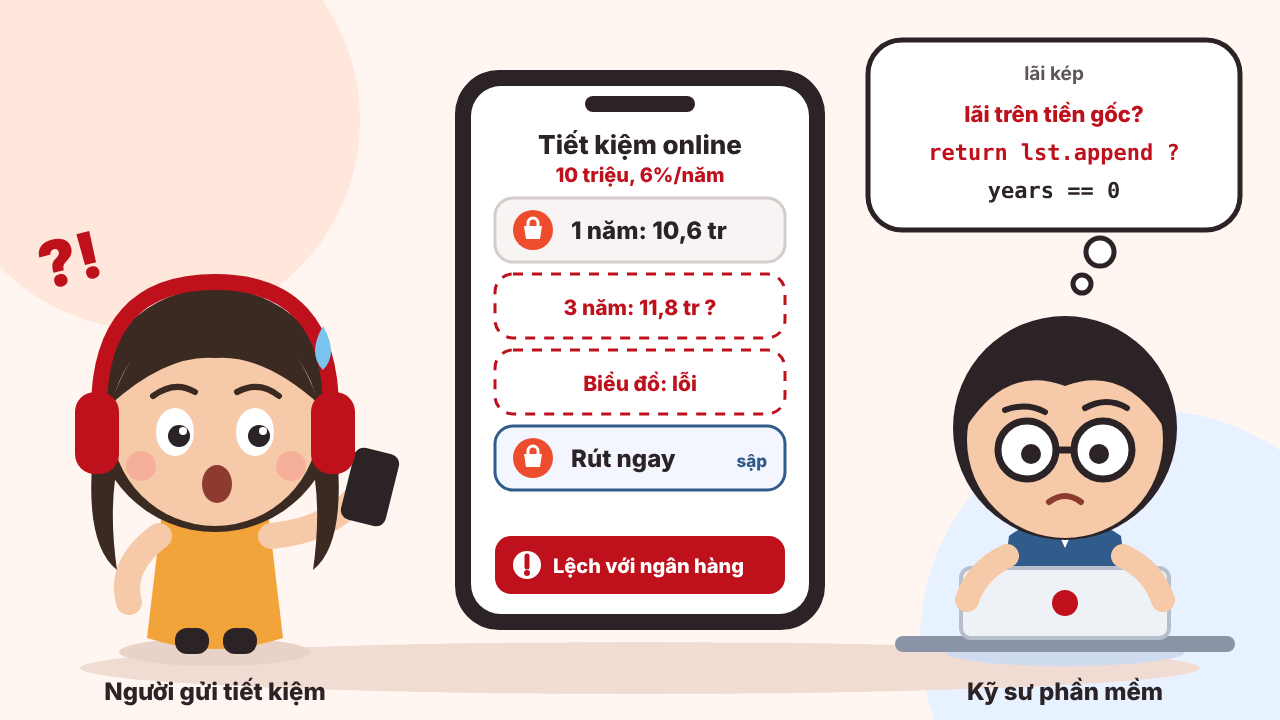 ?!
Người gửi tiết kiệm
Tiết kiệm online
10 triệu, 6%/năm
1 năm: 10,6 tr
3 năm: 11,8 tr ?
Biểu đồ: lỗi
Rút ngay
sập
Lệch với ngân hàng
lãi kép
lãi trên tiền gốc?
return lst.append ?
years == 0
Kỹ sư phần mềm